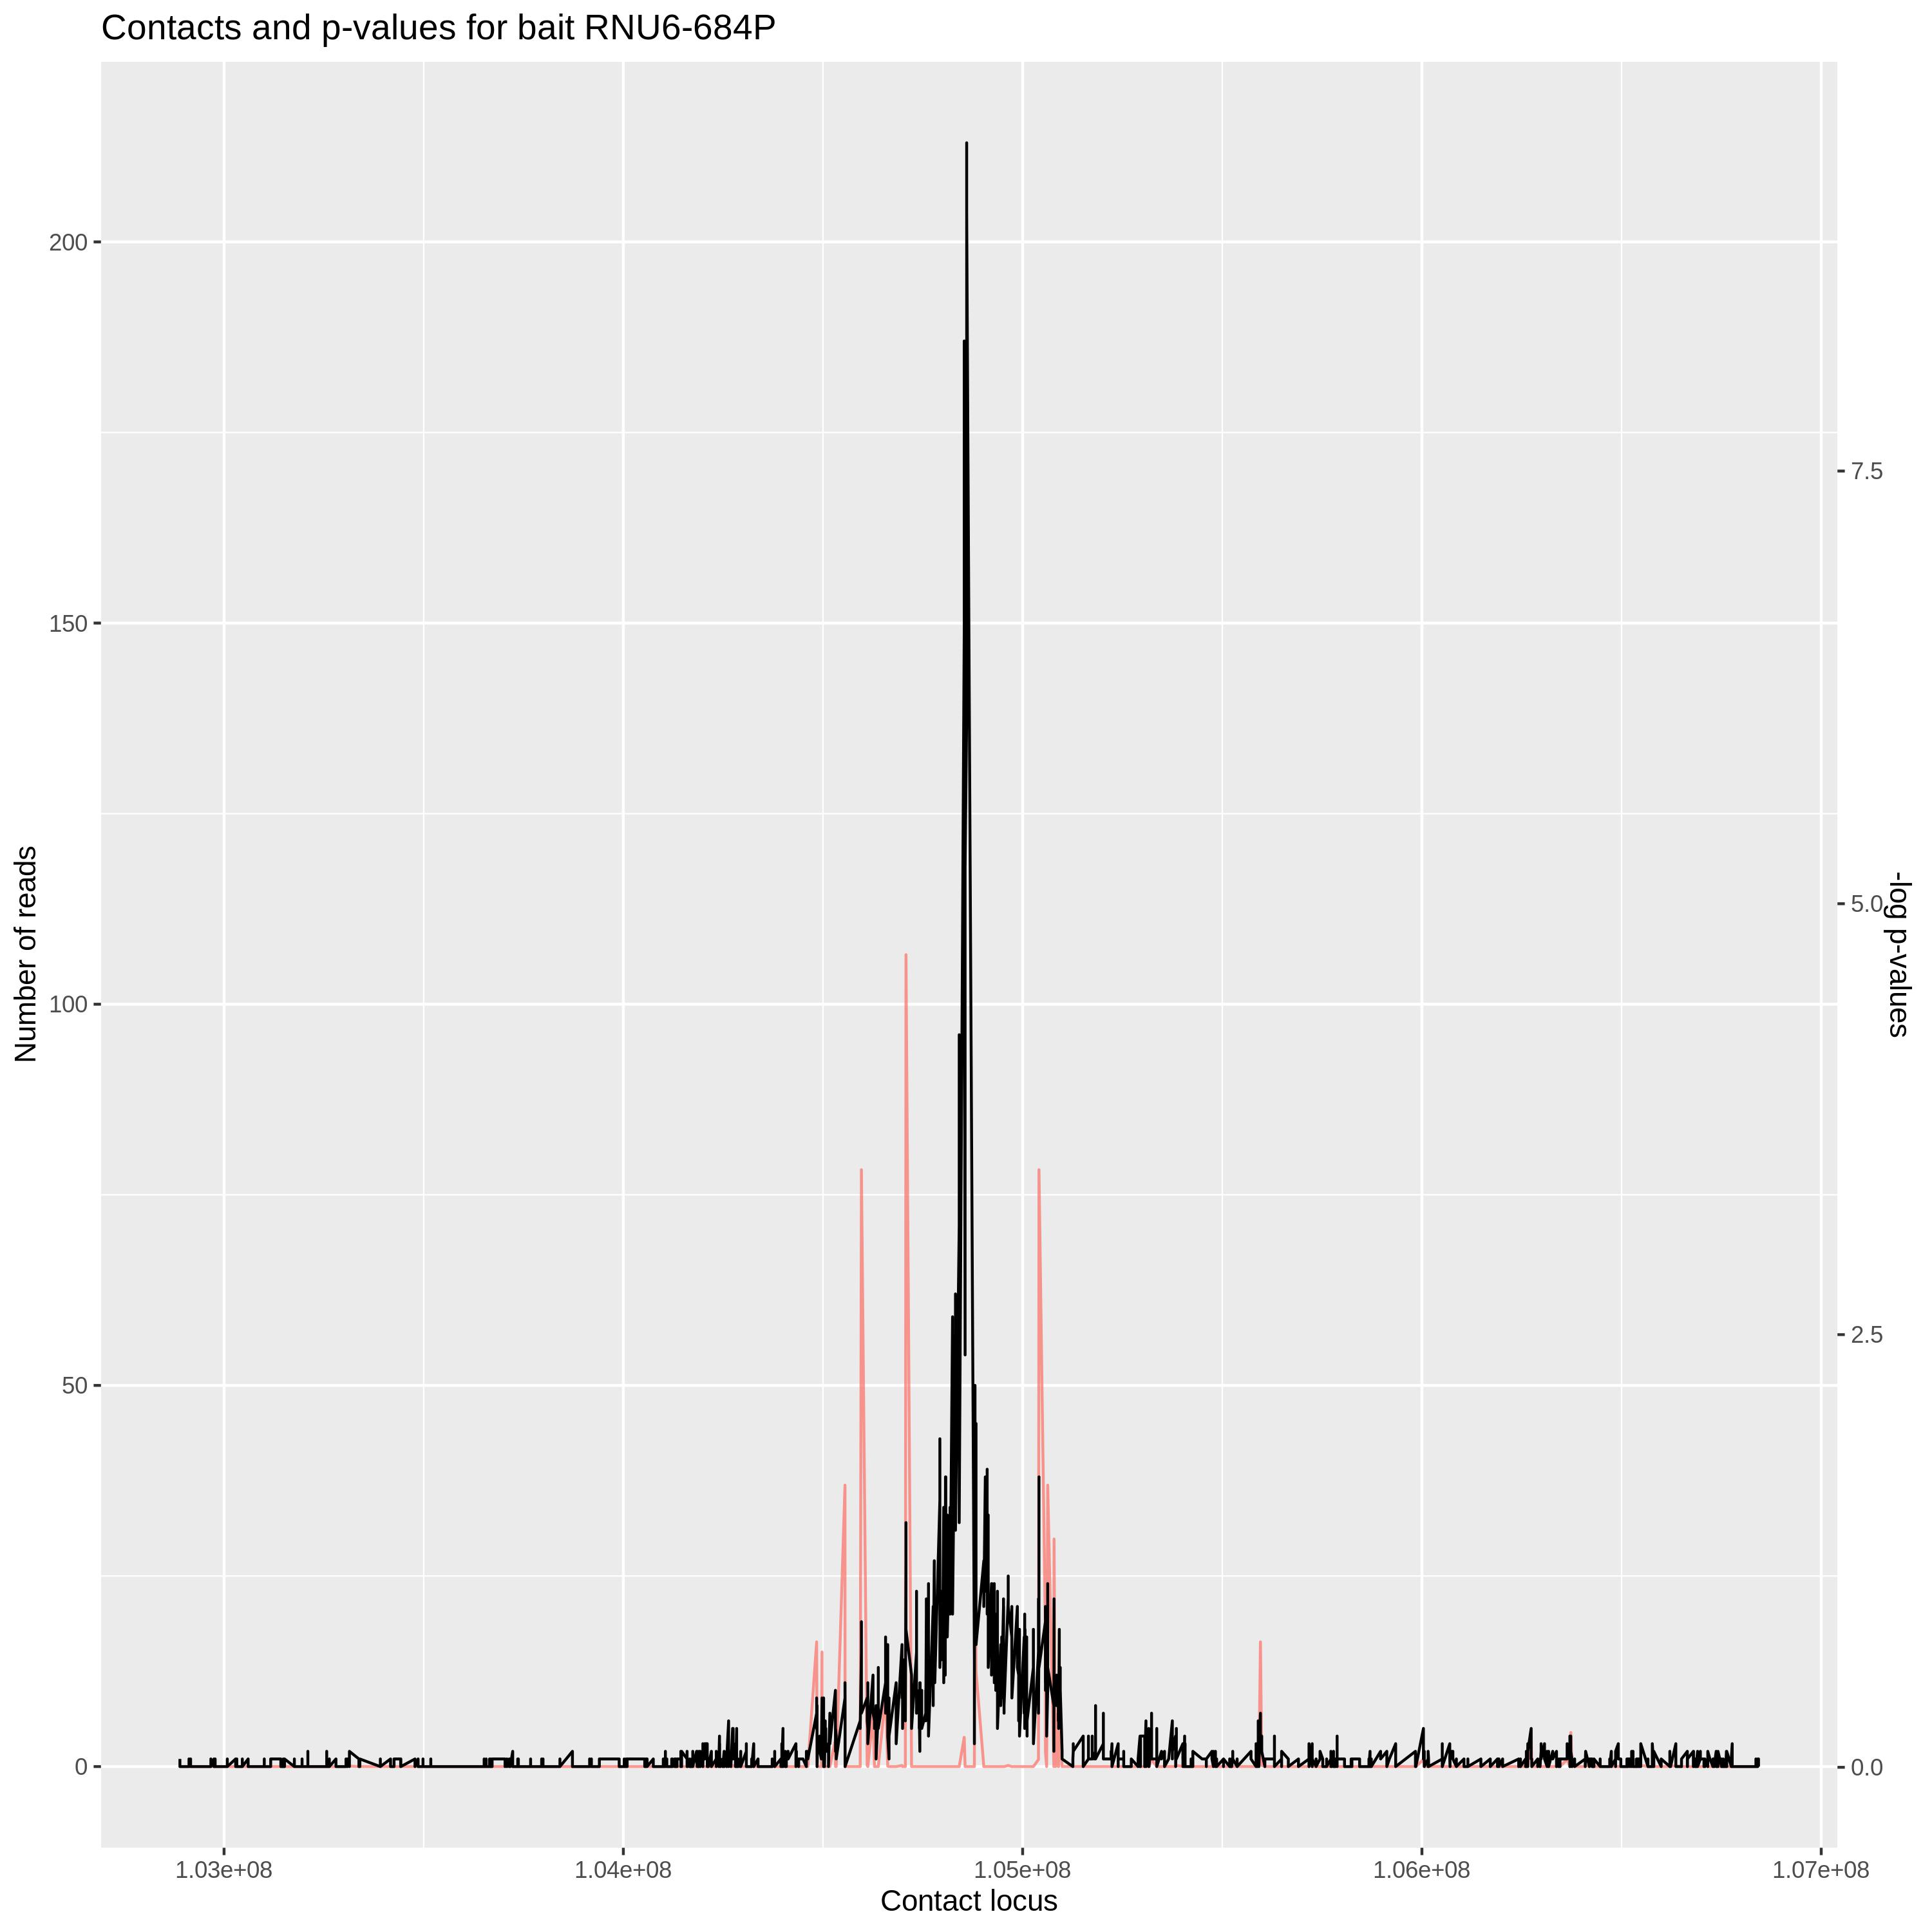 Contacts and p-values for bait RNU6-684P
200
150
100
50
0
Number of reads
7.5
5.0
2.5
0.0
-log p-values
1.03e+08
1.04e+08
1.05e+08
1.06e+08
1.07e+08
Contact locus